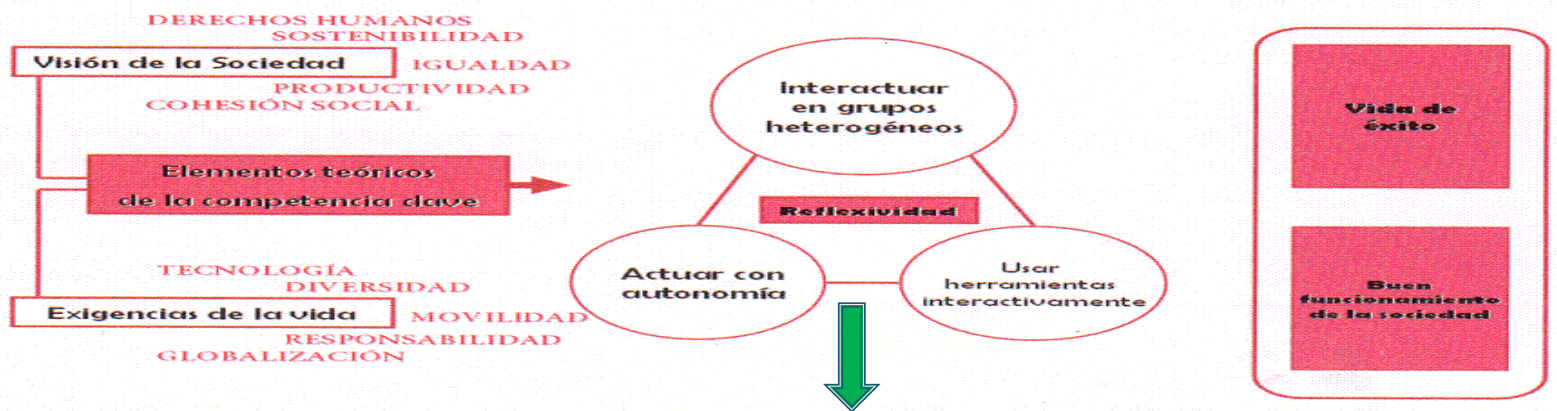 DERECHOS HUMANOS
SOSTENIBILIDAD
Visión de la Sociedad
IGUALDAD
PRODUCTIVIDAD
COHESIÓN SOCIAL
Elementos teóricos
de la competencia clave
TECNOLOGÍA
DIVERSIDAD
Exigencias de la vida
MOVILIDAD
RESPONSABILIDAD
GLOBALIZACIÓN
Interactuar
en grupos
heterogéneos
Reflexividad
Actuar con
autonomía
Usar
herramientas
interactivamente
Vida de
éxito
Buen
funcionamiento
de la sociedad